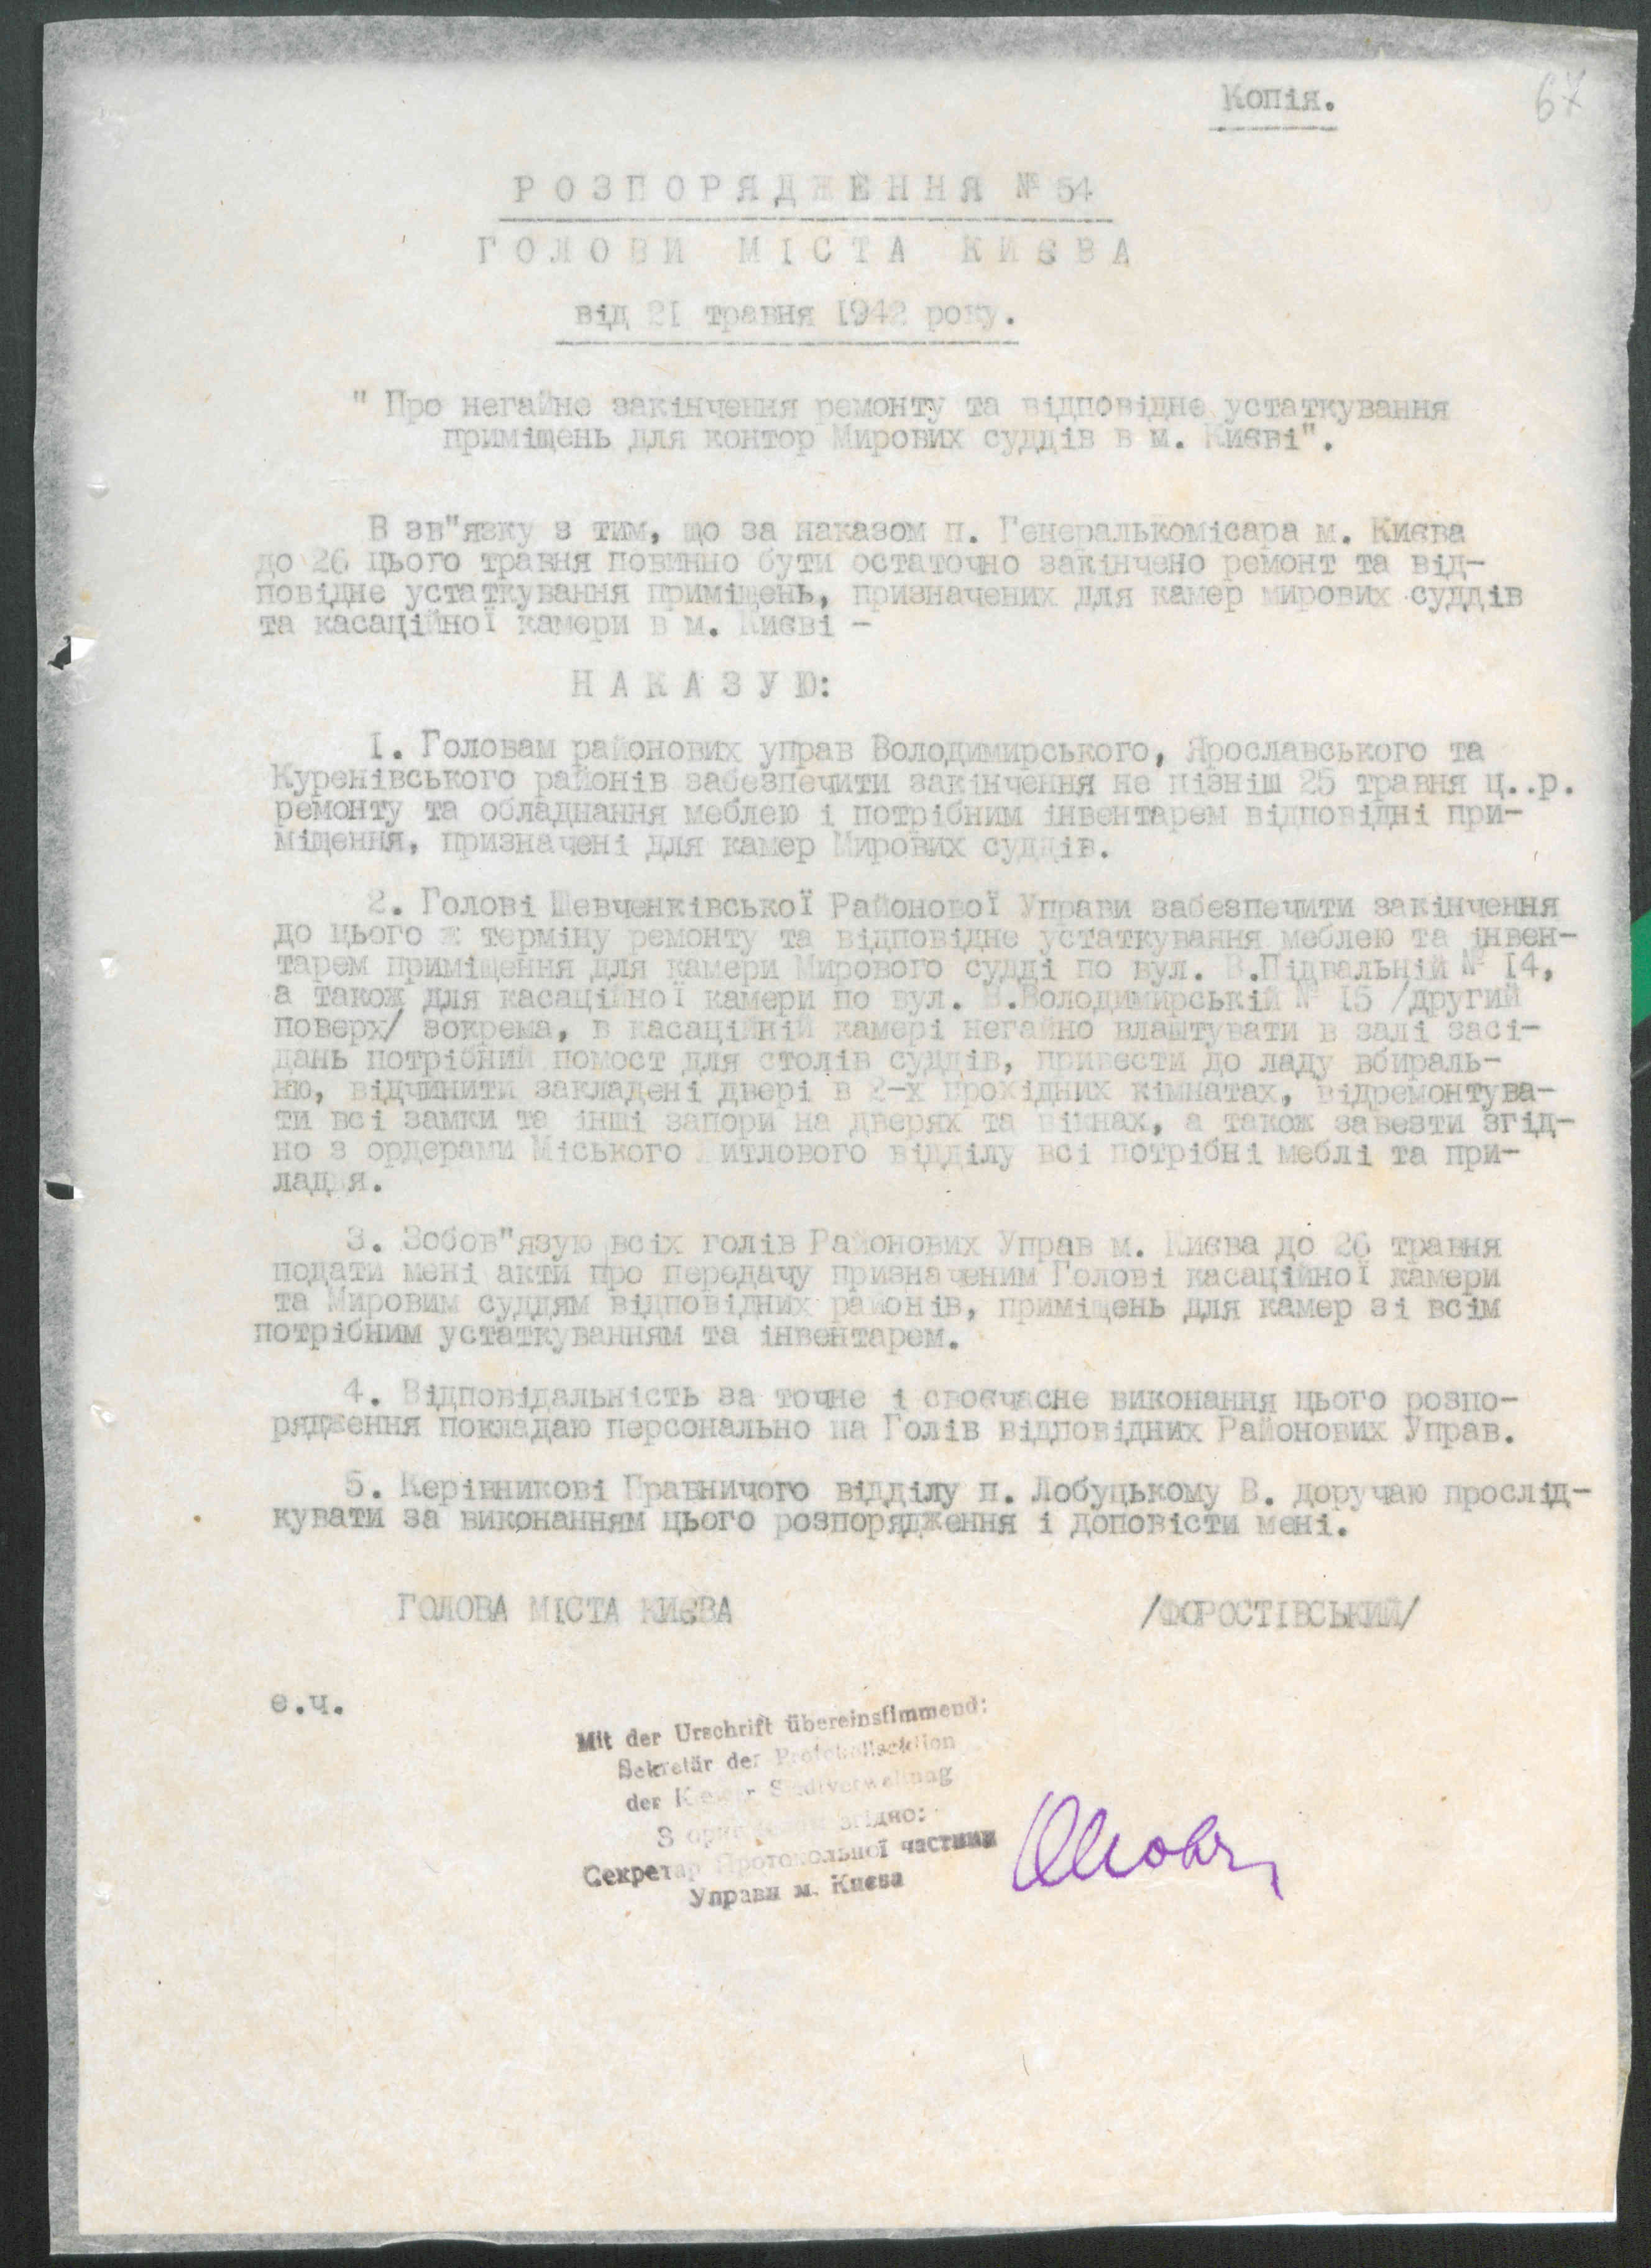 Копія.
67
РОЗПОРЯДЖЕННЯ № 54
ГОЛОВИ МІСТА КИЄВА
від 21 травня 1942 року.
" Про негайне закінчення ремонту та відповідне устаткування
приміщень для контор Мирових суддів в м. Києві".
В зв"язку з тим, що за наказом п. Генералькомісара м. Києва
до 26 цього травня повинно бути остаточно закінчено ремонт та від-
повідне устаткування приміщень, призначених для камер мирових суддів
та касаційної камери в м. Києві -
НАКАЗУЮ:
1. Головам районових управ Володимирського, Ярославського та
Куренівського районів забезпечити закінчення не пізніш 25 травня ц..р.
ремонту та обладнання меблею і потрібним інвентарем відповідні при-
міщення, призначені для камер Мирових суддів.
2. Голові Шевченківської Районової Управи забезпечити закінчення
до цього ж терміну ремонту та відповідне устаткування меблею та інвен-
тарем приміщення для камери Мирового судді по вул. В.Підвальній № 14,
а також для касаційної камери по вул. В.Володимирській № 15 /другий
поверх/ зокрема, в касаційній камері негайно влаштувати в залі засі-
дань потрібний помост для столів суддів, привести до ладу вбираль-
ню, відчинити закладені двері в 2-х прохідних кімнатах, відремонтува-
ти всі замки та інші запори на дверях та вікнах, а також завезти згід-
но з ордерами Міського Житлового відділу всі потрібні меблі та при-
ладдя.
3. Зобов"язую всіх голів Районових Управ м. Києва до 26 травня
подати мені акти про передачу призначеним Голові касаційної камери
та Мировим суддям відповідних районів, приміщень для камер зі всім
потрібним устаткуванням та інвентарем.
4. Відповідальність за точне і своєчасне виконання цього розпо-
рядження покладаю персонально на Голів відповідних Районових Управ.
5. Керівникові Правничого відділу п. Лобуцькому В. доручаю прослід-
кувати за виконанням цього розпорядження і доповісти мені.
ГОЛОВА МІСТА КИЄВА /ФОРОСТІВСЬКИЙ/
е.ч.
Mit der Urschrift übereinstimmend:
Sekretär der Protokollsektion
der Kiewer Stadtverwaltung
З оригіналом згідно:
Секретар Протокольної частини
Управи м. Києва